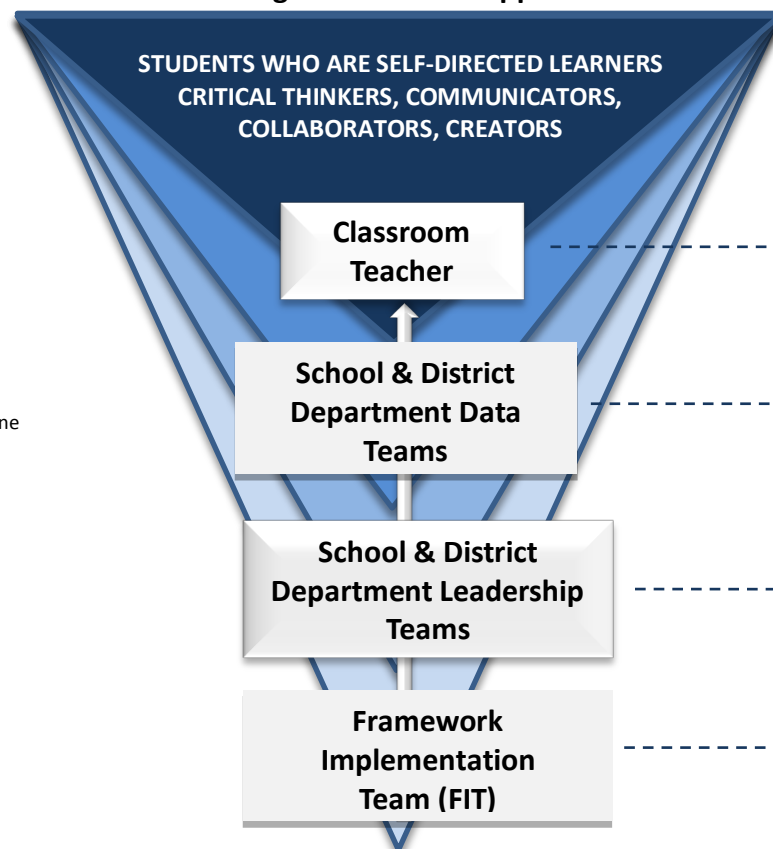 STUDENTS WHO ARE SELF-DIRECTED LEARNERS
CRITICAL THINKERS, COMMUNICATORS,
COLLABORATORS, CREATORS
Classroom
Teacher
School & District
Department Data
Teams
ne
School & District
Department Leadership
Teams
Framework
Implementation
Team (FIT)